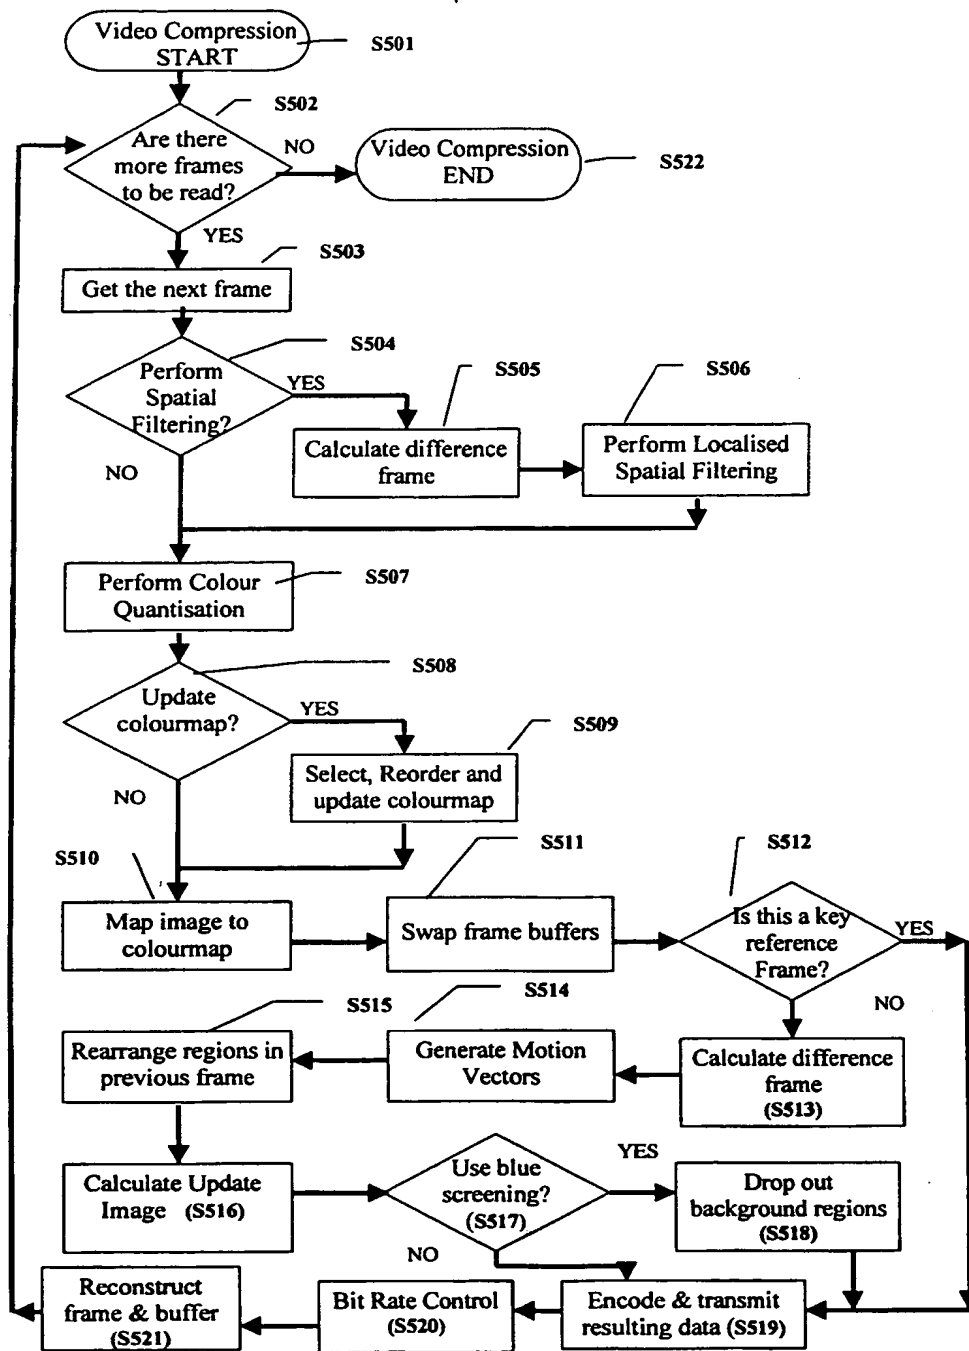 Video Compression
START
S501
S502
Are there
more frames
to be read?
NO
Video Compression
END
S522
YES
S503
Get the next frame
S504
Perform
Spatial
Filtering?
YES
S505
S506
Calculate difference
frame
Perform Localised
Spatial Filtering
NO
Perform Colour
Quantisation
S507
S508
Update
colourmap?
YES
S509
Select, Reorder and
update colourmap
NO
S510
S511
S512
Map image to
colourmap
Swap frame buffers
Is this a key
reference
Frame?
YES
NO
S515
S514
Rearrange regions in
previous frame
Generate Motion
Vectors
Calculate difference
frame
(S513)
Calculate Update
Image (S516)
Use blue
screening?
(S517)
YES
Drop out
background regions
(S518)
NO
Reconstruct
frame & buffer
(S521)
Bit Rate Control
(S520)
Encode & transmit
resulting data (S519)